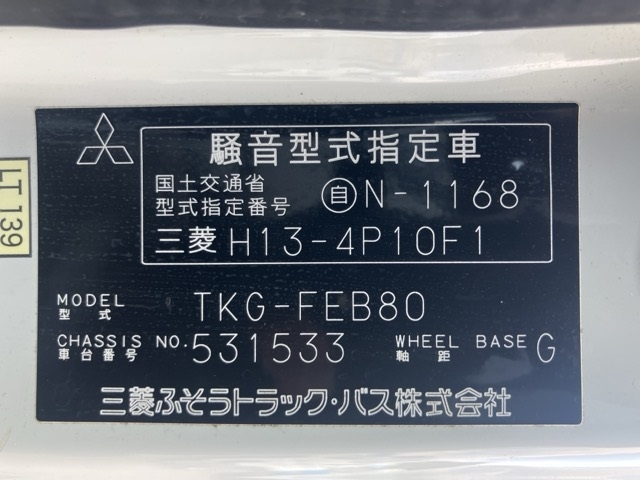 騒音型式指定車
国土交通省
型式指定番号 自N-1168
三菱 H13-4P10F1
MODEL
型式 TKG-FEB80
CHASSIS NO. 531533 WHEEL BASE G
車台番号 軸距
三菱ふそうトラック・バス株式会社
LT 139